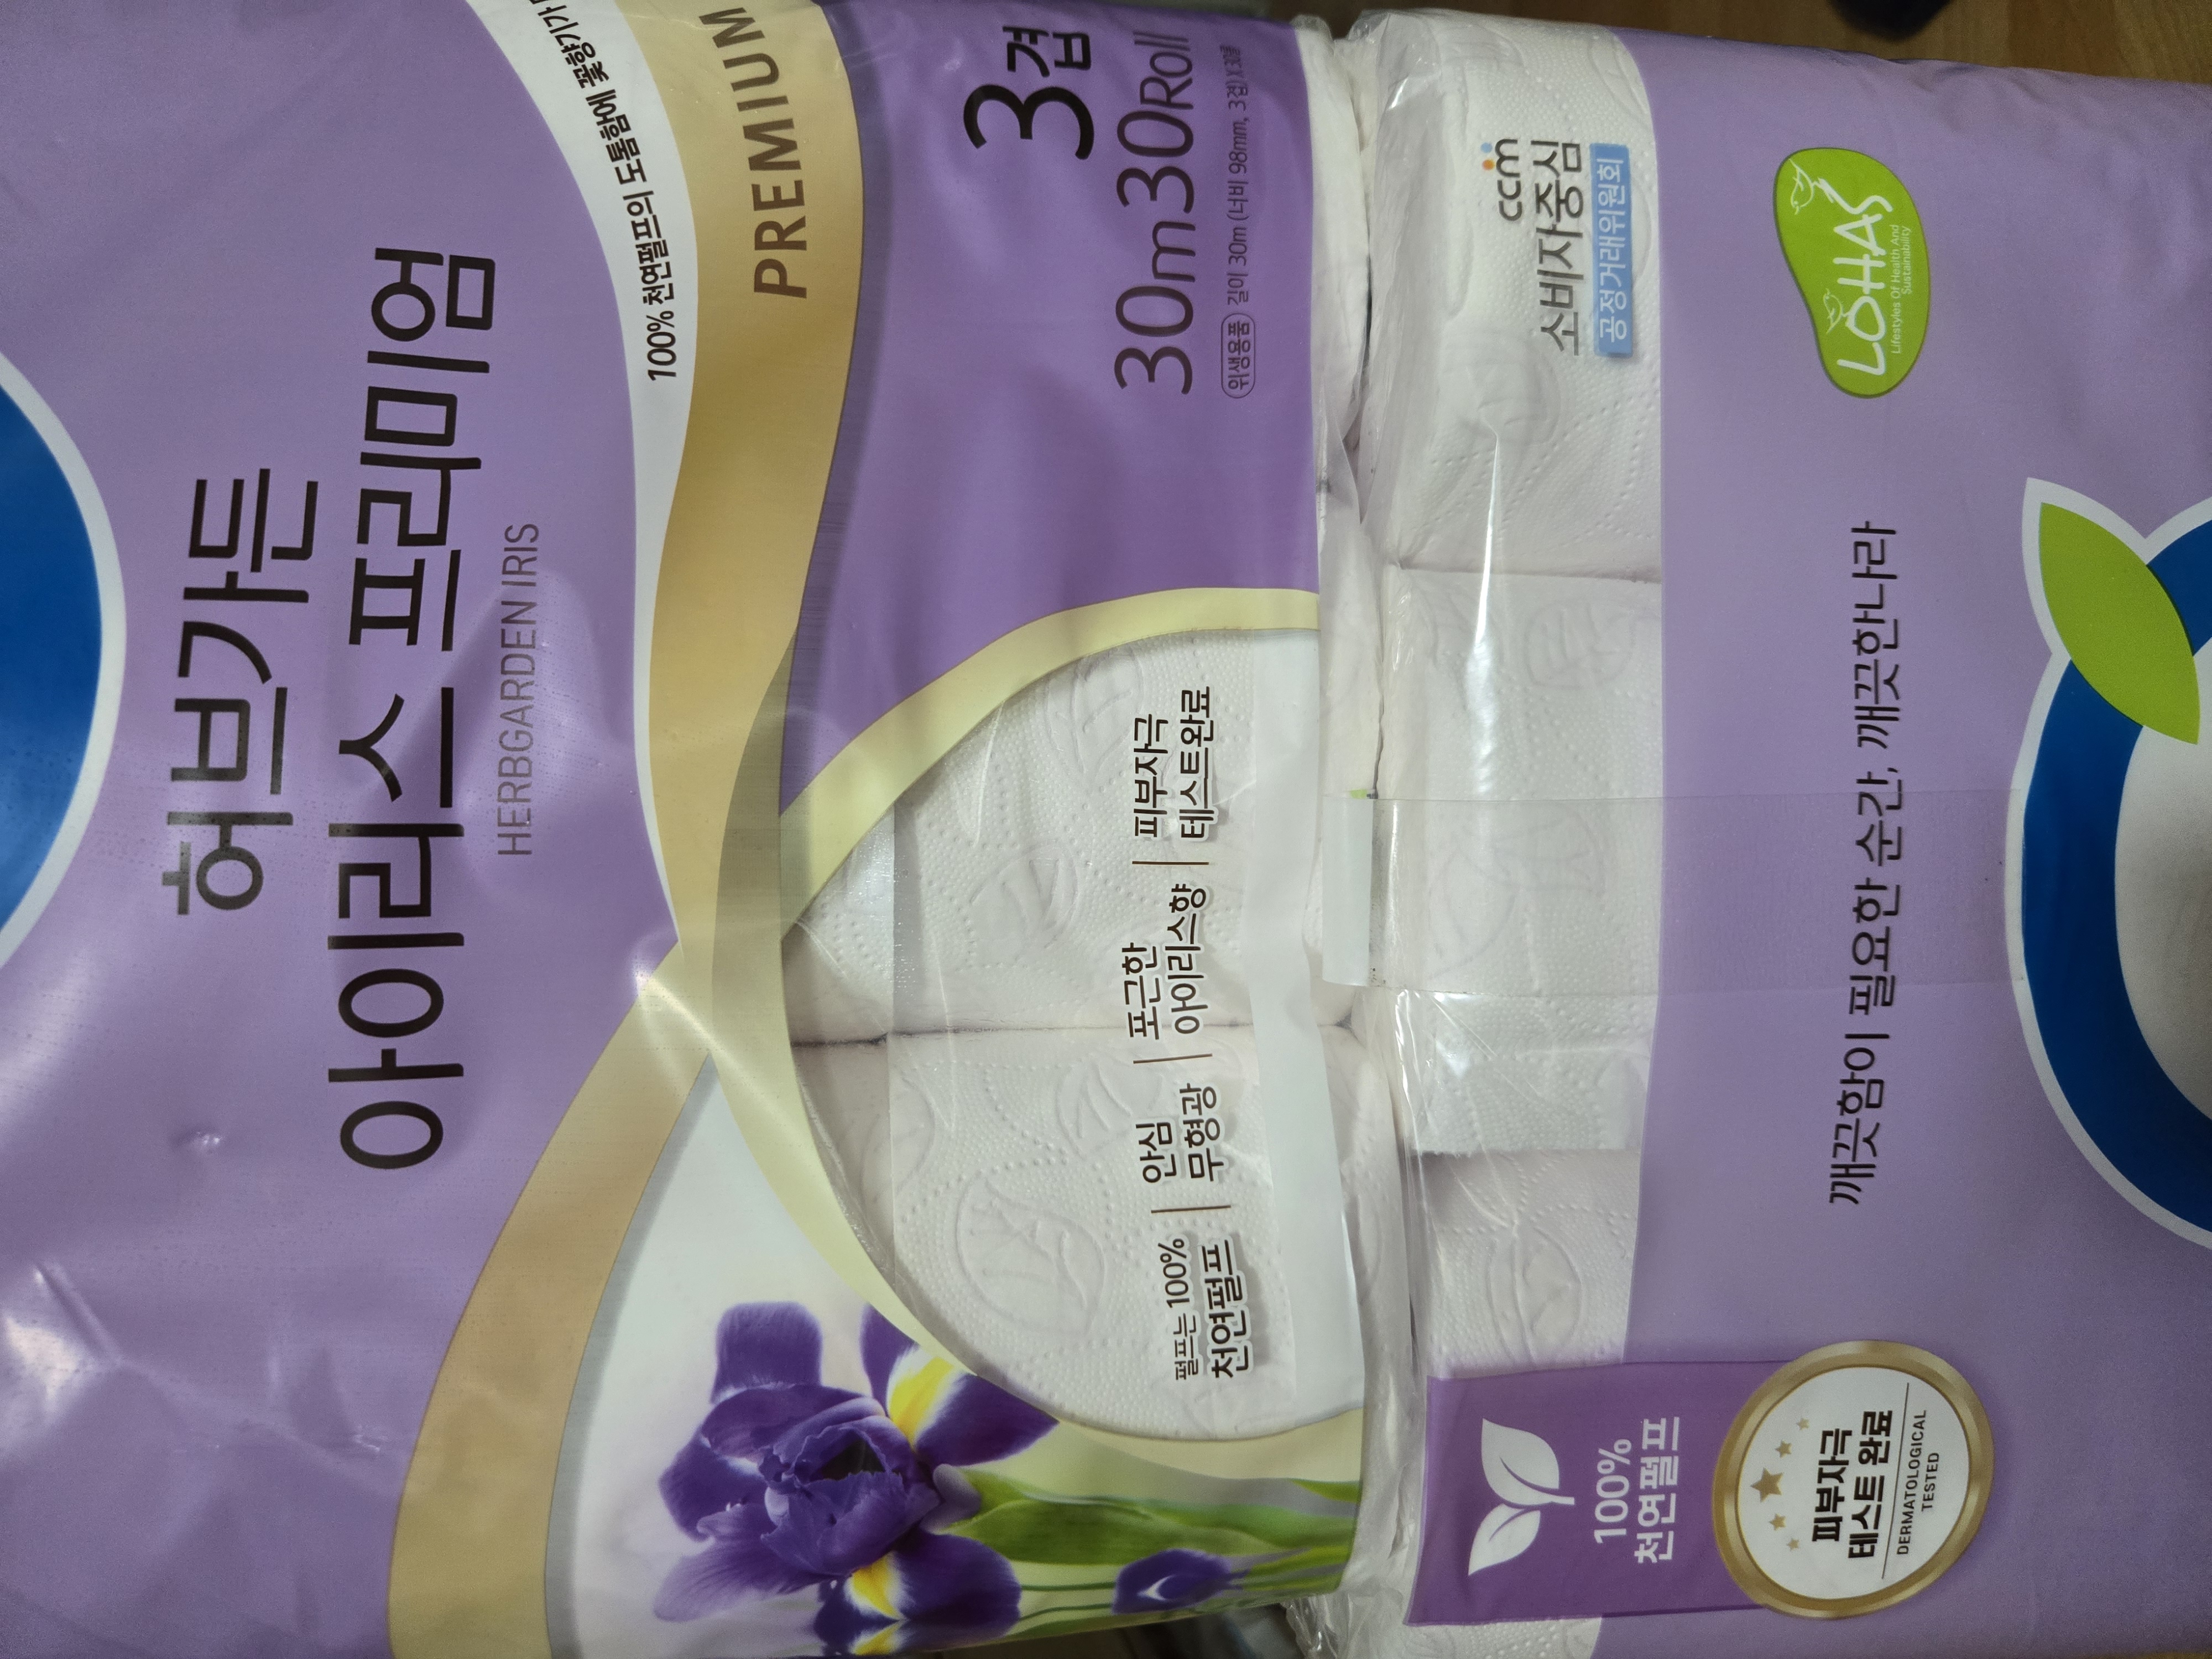 허브가든
아이리스 프리미엄
HERBGARDEN IRIS
100% 천연펄프의 도톰함에 꽃향기가
PREMIUM
3겹
30m30Roll
위생용품 길이 30m (너비 98mm, 3겹) X 30롤
펄프는 100%
천연펄프
안심
무형광
포근한
아이리스향
피부자극
테스트완료
ccm
소비자중심
공정거래위원회
100%
천연펄프
피부자극
테스트 완료
DERMATOLOGICAL
TESTED
깨끗함이 필요한 순간, 깨끗한나라
LOHAS
Lifestyles Of Health And
Sustainability